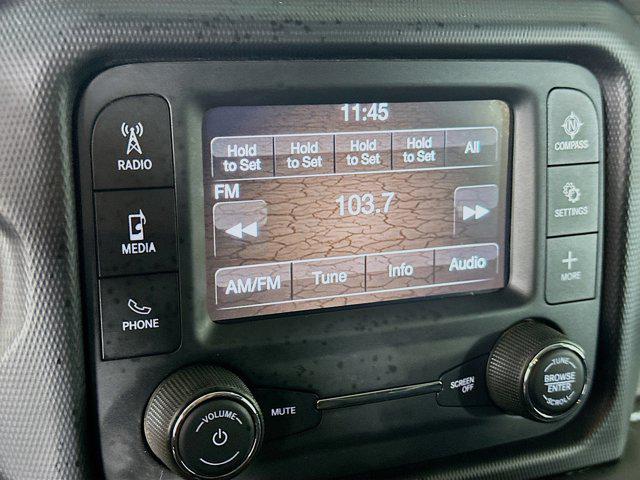 11:45
Hold to Set
Hold to Set
Hold to Set
Hold to Set
All
FM
103.7
AM/FM
Tune
Info
Audio
RADIO
MEDIA
PHONE
N
COMPASS
SETTINGS
MORE
VOLUME
MUTE
SCREEN OFF
TUNE
BROWSE
ENTER
SCROLL